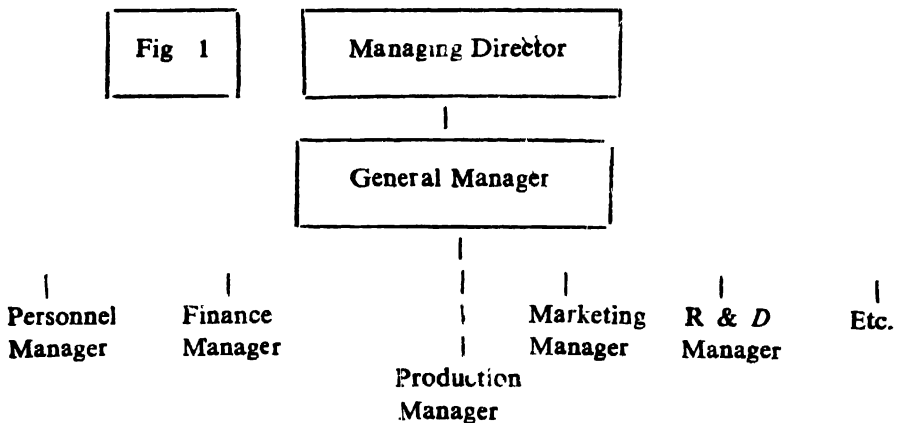 Fig 1
Managing Director
General Manager
Personnel Manager
Finance Manager
Production Manager
Marketing Manager
R & D Manager
Etc.